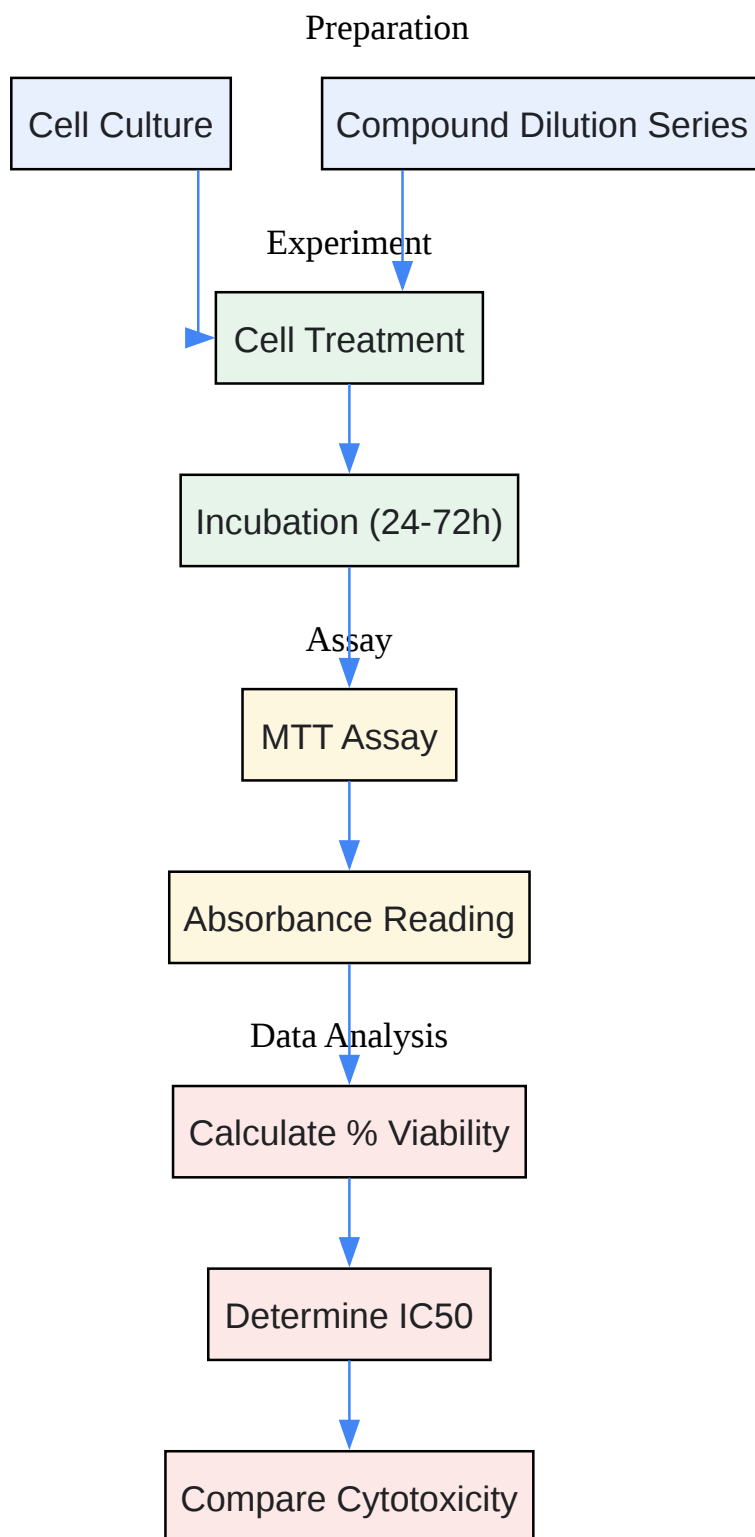 Preparation
Cell Culture
Compound Dilution Series
Experiment
Cell Treatment
Incubation (24-72h)
Assay
MTT Assay
Absorbance Reading
Data Analysis
Calculate % Viability
Determine IC50
Compare Cytotoxicity